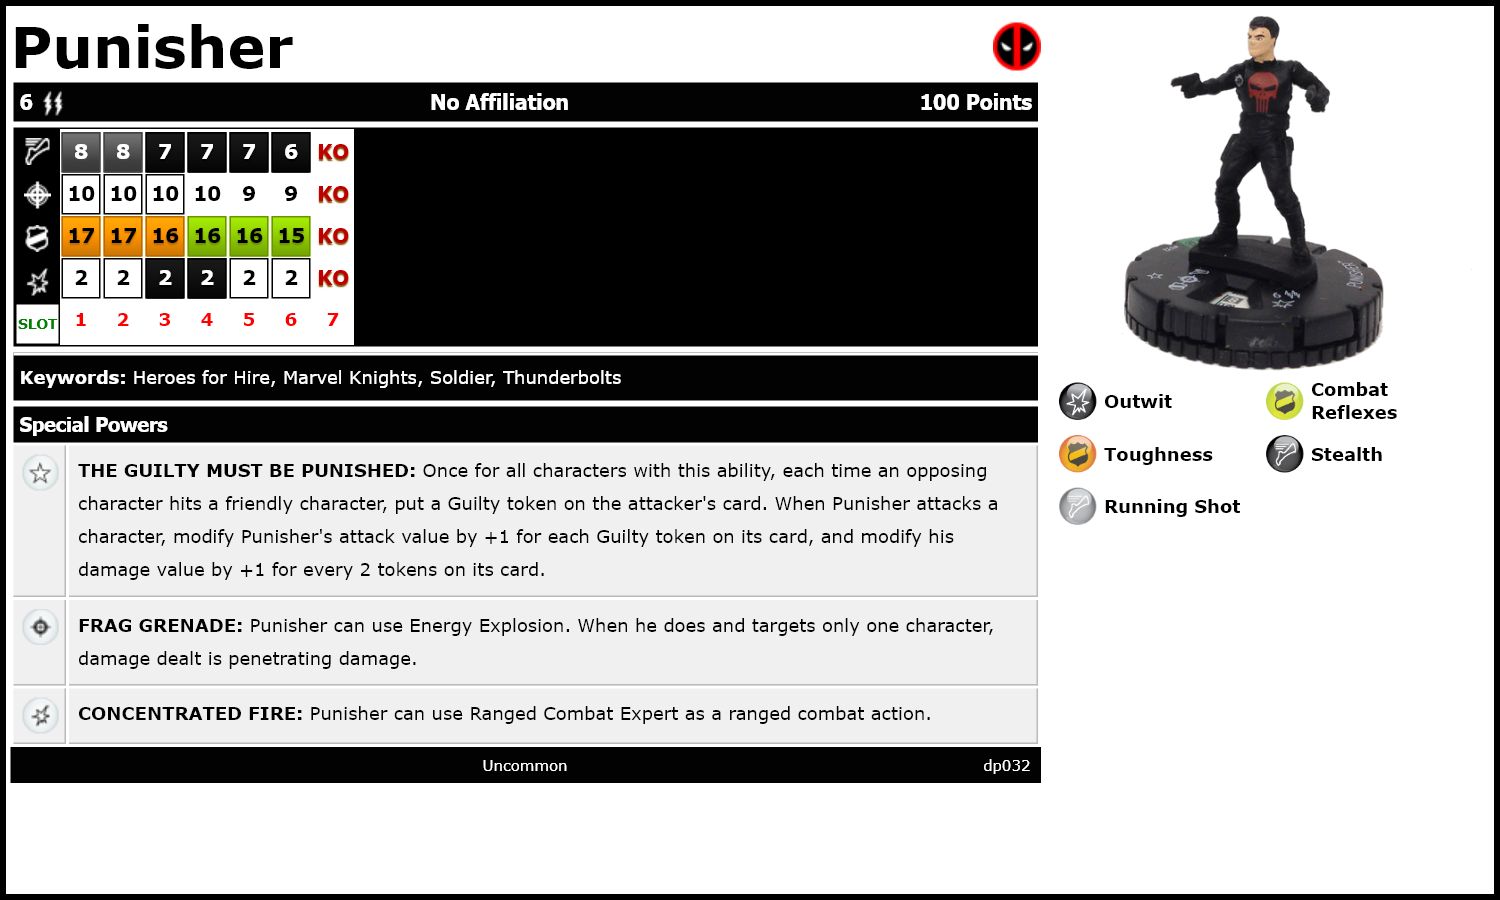 Punisher
6 No Affiliation 100 Points
8 8 7 7 7 6 KO
10 10 10 10 9 9 KO
17 17 16 16 16 15 KO
2 2 2 2 2 2 KO
SLOT 1 2 3 4 5 6 7
Keywords: Heroes for Hire, Marvel Knights, Soldier, Thunderbolts
Special Powers
THE GUILTY MUST BE PUNISHED: Once for all characters with this ability, each time an opposing
character hits a friendly character, put a Guilty token on the attacker's card. When Punisher attacks a
character, modify Punisher's attack value by +1 for each Guilty token on its card, and modify his
damage value by +1 for every 2 tokens on its card.
FRAG GRENADE: Punisher can use Energy Explosion. When he does and targets only one character,
damage dealt is penetrating damage.
CONCENTRATED FIRE: Punisher can use Ranged Combat Expert as a ranged combat action.
Uncommon dp032
PUNISHER
Outwit
Combat
Reflexes
Toughness
Stealth
Running Shot